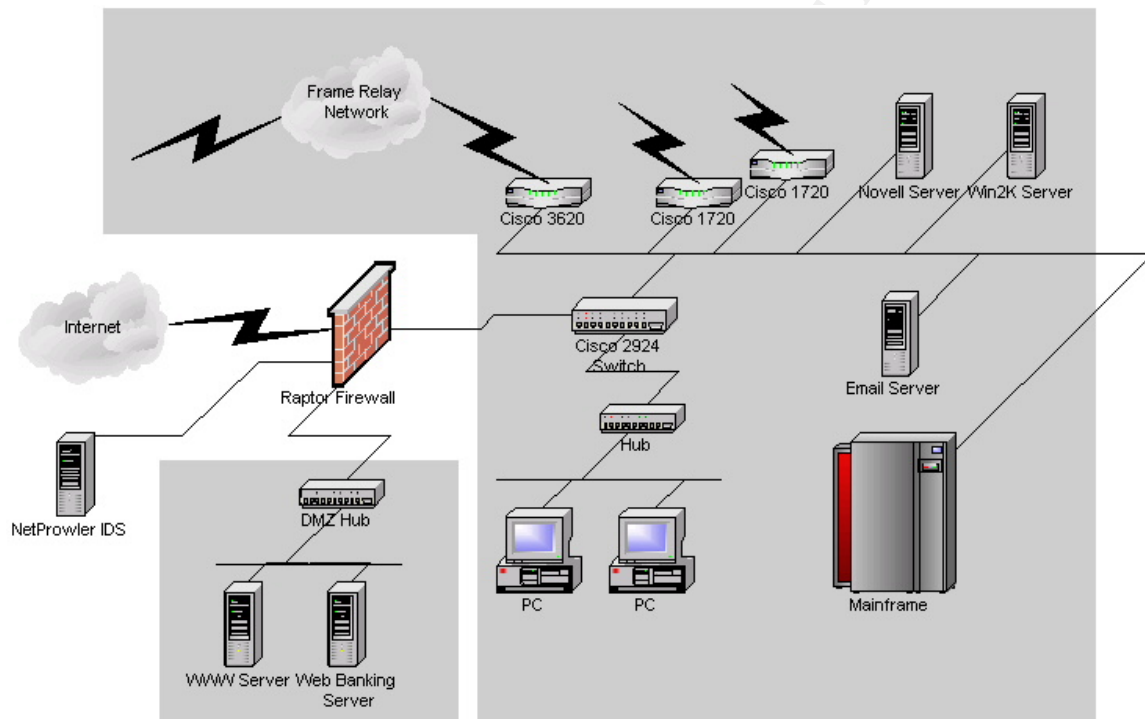 Frame Relay
Network
Cisco 3620
Cisco 1720
Cisco 1720
Novell Server
Win2K Server
Internet
Raptor Firewall
Cisco 2924
Switch
Email Server
Hub
NetProwler IDS
DMZ Hub
PC
PC
Mainframe
WWW Server
Web Banking
Server